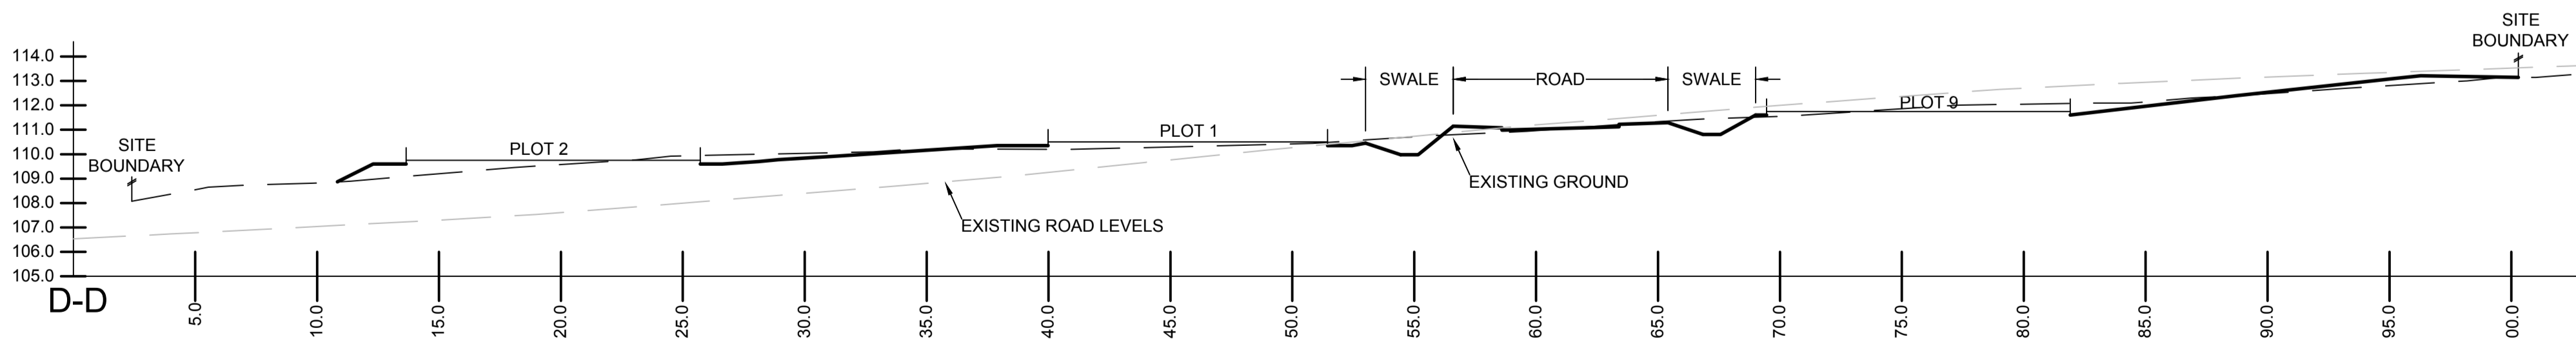 SITE
BOUNDARY
114.0
113.0
112.0
111.0
110.0
109.0
108.0
107.0
106.0
105.0
SITE
BOUNDARY
PLOT 2
PLOT 1
SWALE
ROAD
SWALE
PLOT 9
EXISTING GROUND
EXISTING ROAD LEVELS
D-D
5.0
10.0
15.0
20.0
25.0
30.0
35.0
40.0
45.0
50.0
55.0
60.0
65.0
70.0
75.0
80.0
85.0
90.0
95.0
00.0